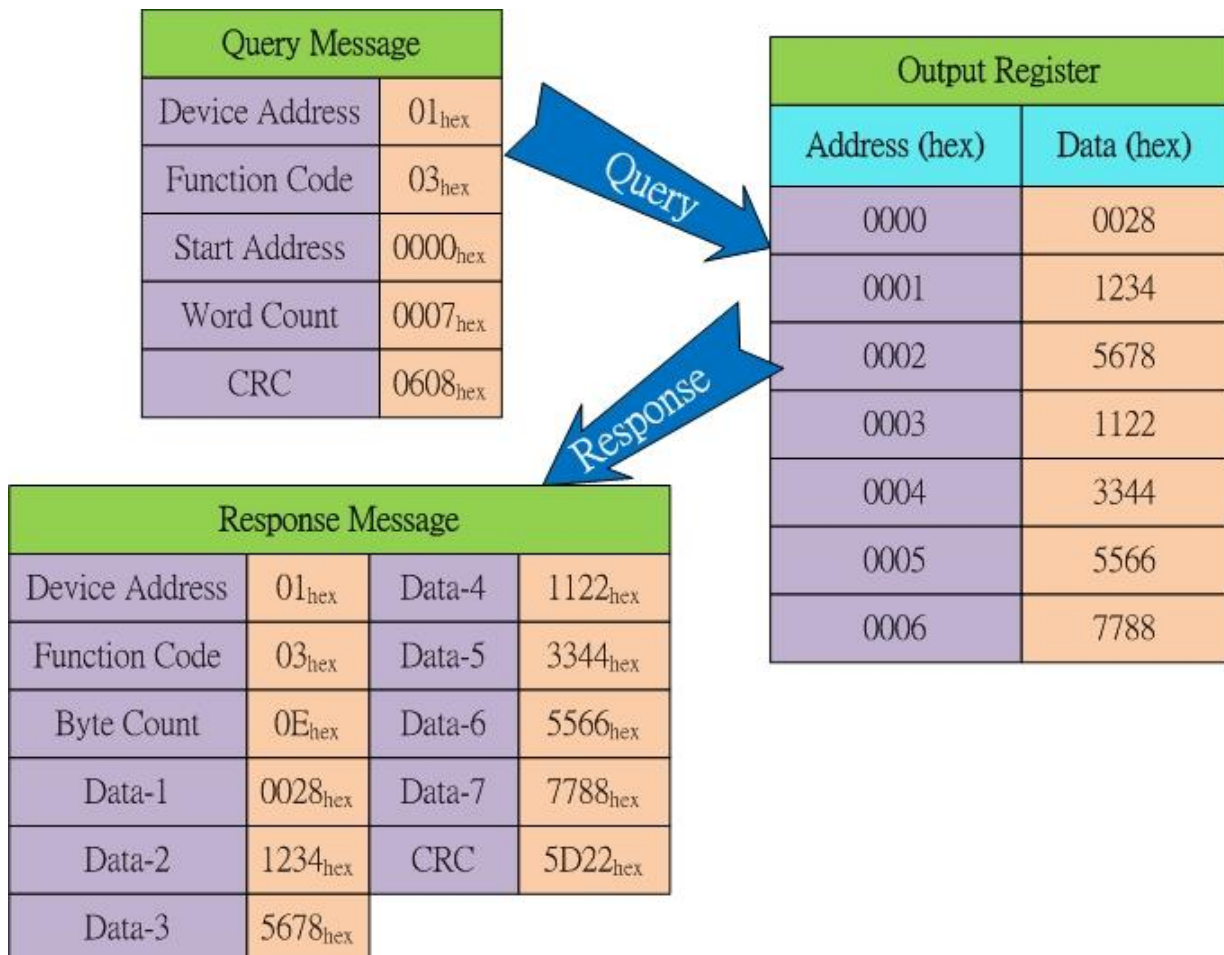 Query Message
Device Address 01hex
Function Code 03hex
Start Address 0000hex
Word Count 0007hex
CRC 0608hex
Query
Output Register
Address (hex) Data (hex)
0000 0028
0001 1234
0002 5678
0003 1122
0004 3344
0005 5566
0006 7788
Response
Response Message
Device Address 01hex Data-4 1122hex
Function Code 03hex Data-5 3344hex
Byte Count 0Ehex Data-6 5566hex
Data-1 0028hex Data-7 7788hex
Data-2 1234hex CRC 5D22hex
Data-3 5678hex